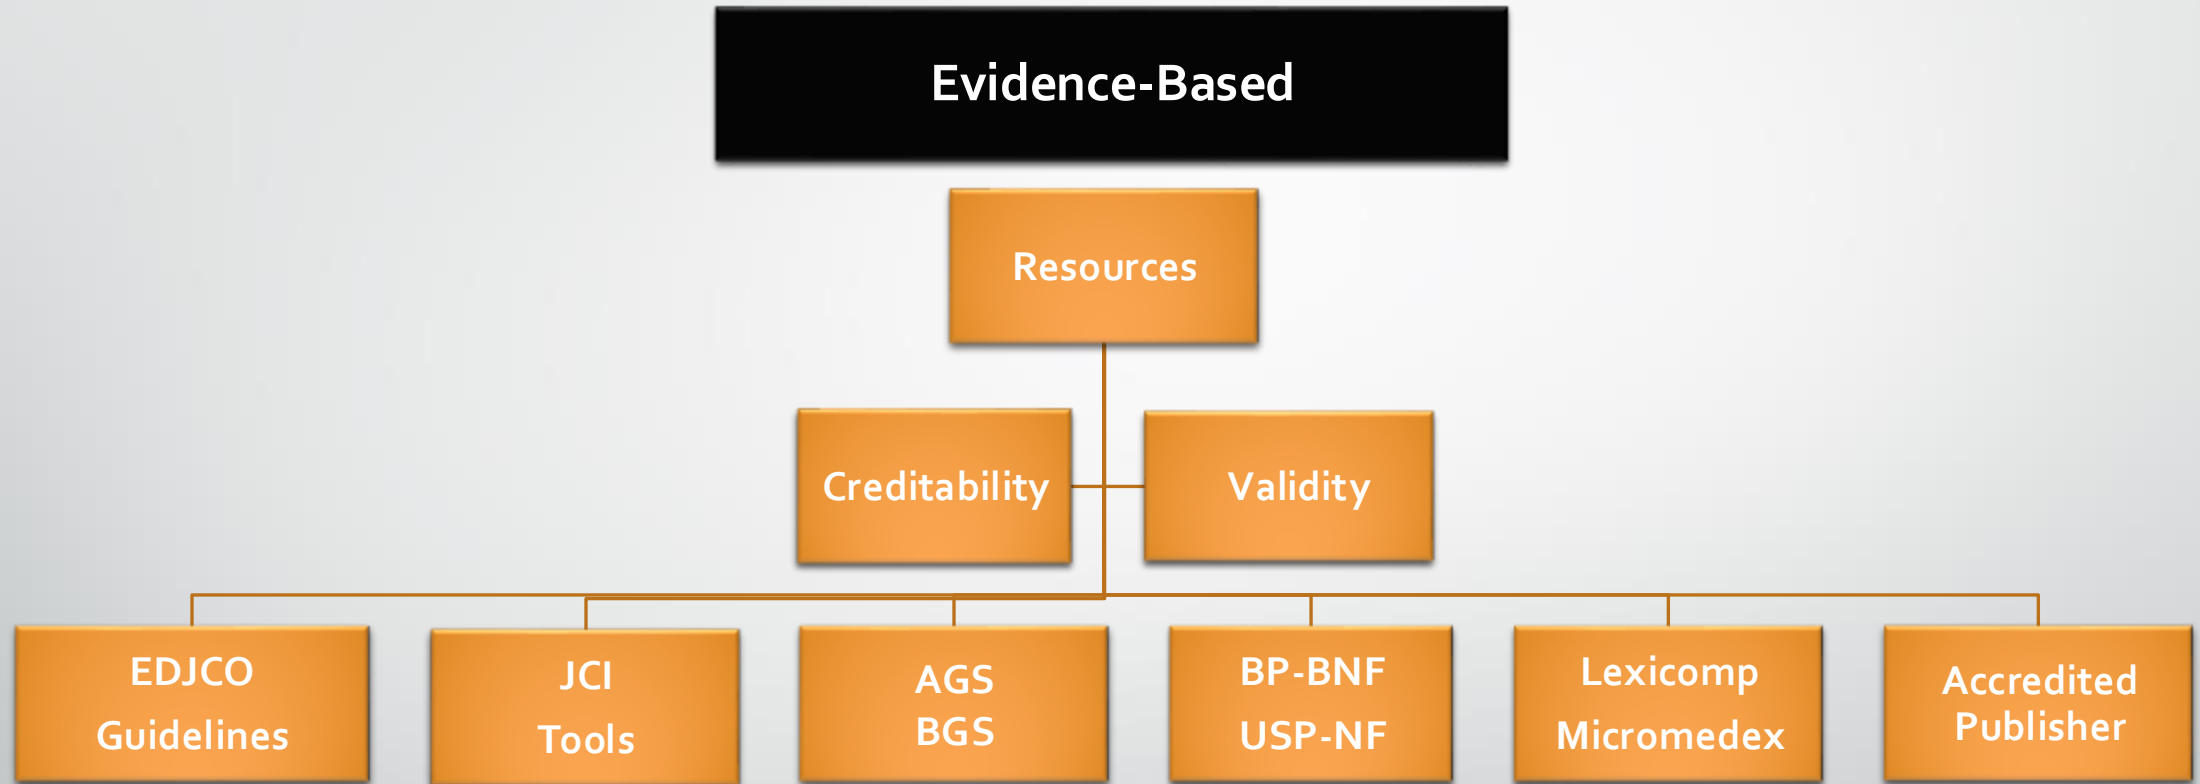 Evidence-Based
Resources
Creditability
Validity
EDJCO
Guidelines
JCI
Tools
AGS
BGS
BP-BNF
USP-NF
Lexicomp
Micromedex
Accredited
Publisher